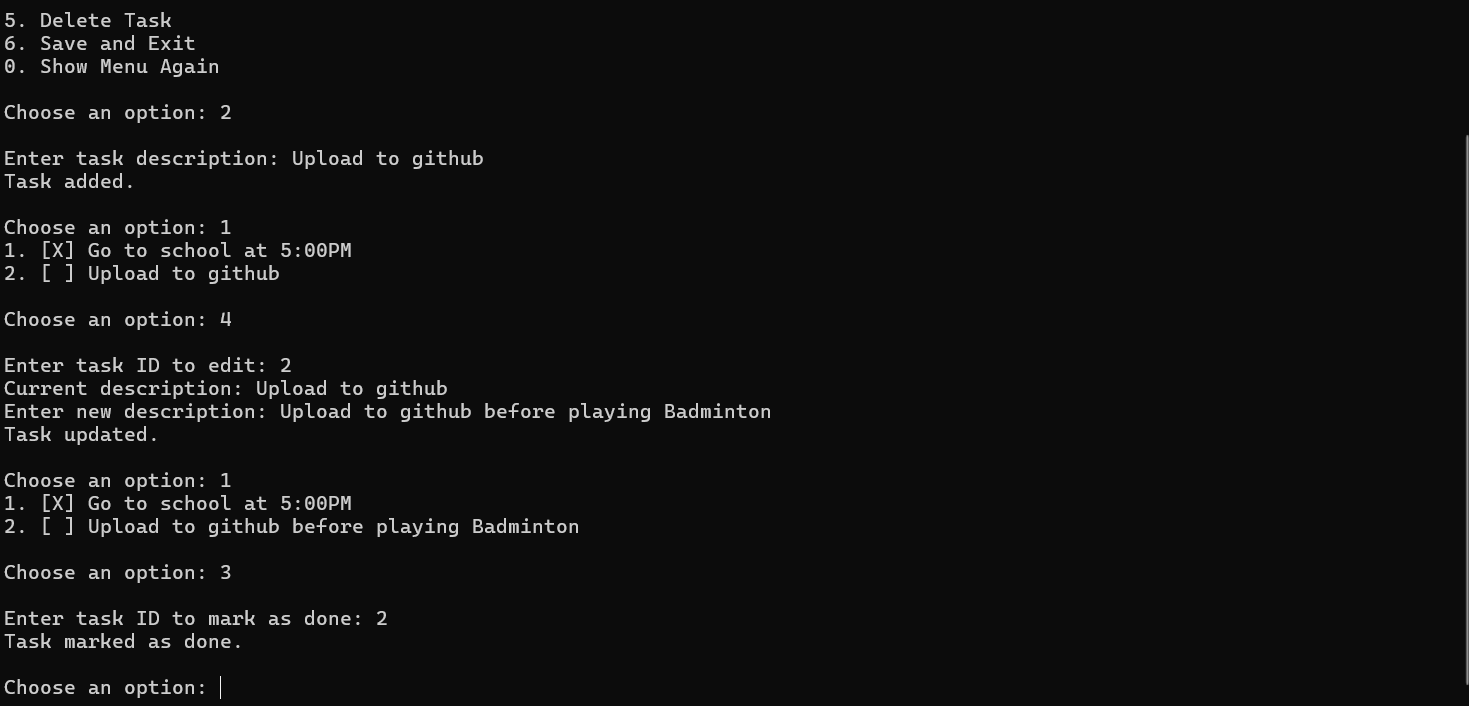 5. Delete Task
6. Save and Exit
0. Show Menu Again
Choose an option: 2
Enter task description: Upload to github
Task added.
Choose an option: 1
1. [X] Go to school at 5:00PM
2. [ ] Upload to github
Choose an option: 4
Enter task ID to edit: 2
Current description: Upload to github
Enter new description: Upload to github before playing Badminton
Task updated.
Choose an option: 1
1. [X] Go to school at 5:00PM
2. [ ] Upload to github before playing Badminton
Choose an option: 3
Enter task ID to mark as done: 2
Task marked as done.
Choose an option: